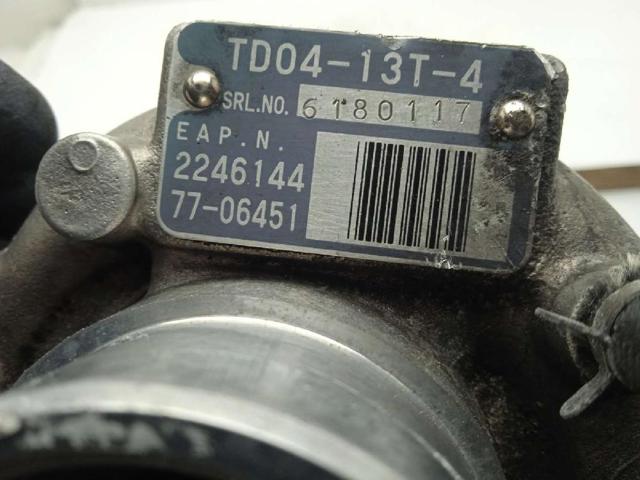 TD04-13T-4
SRL.NO. 6180117
EAP.N.
2246144
77-06451